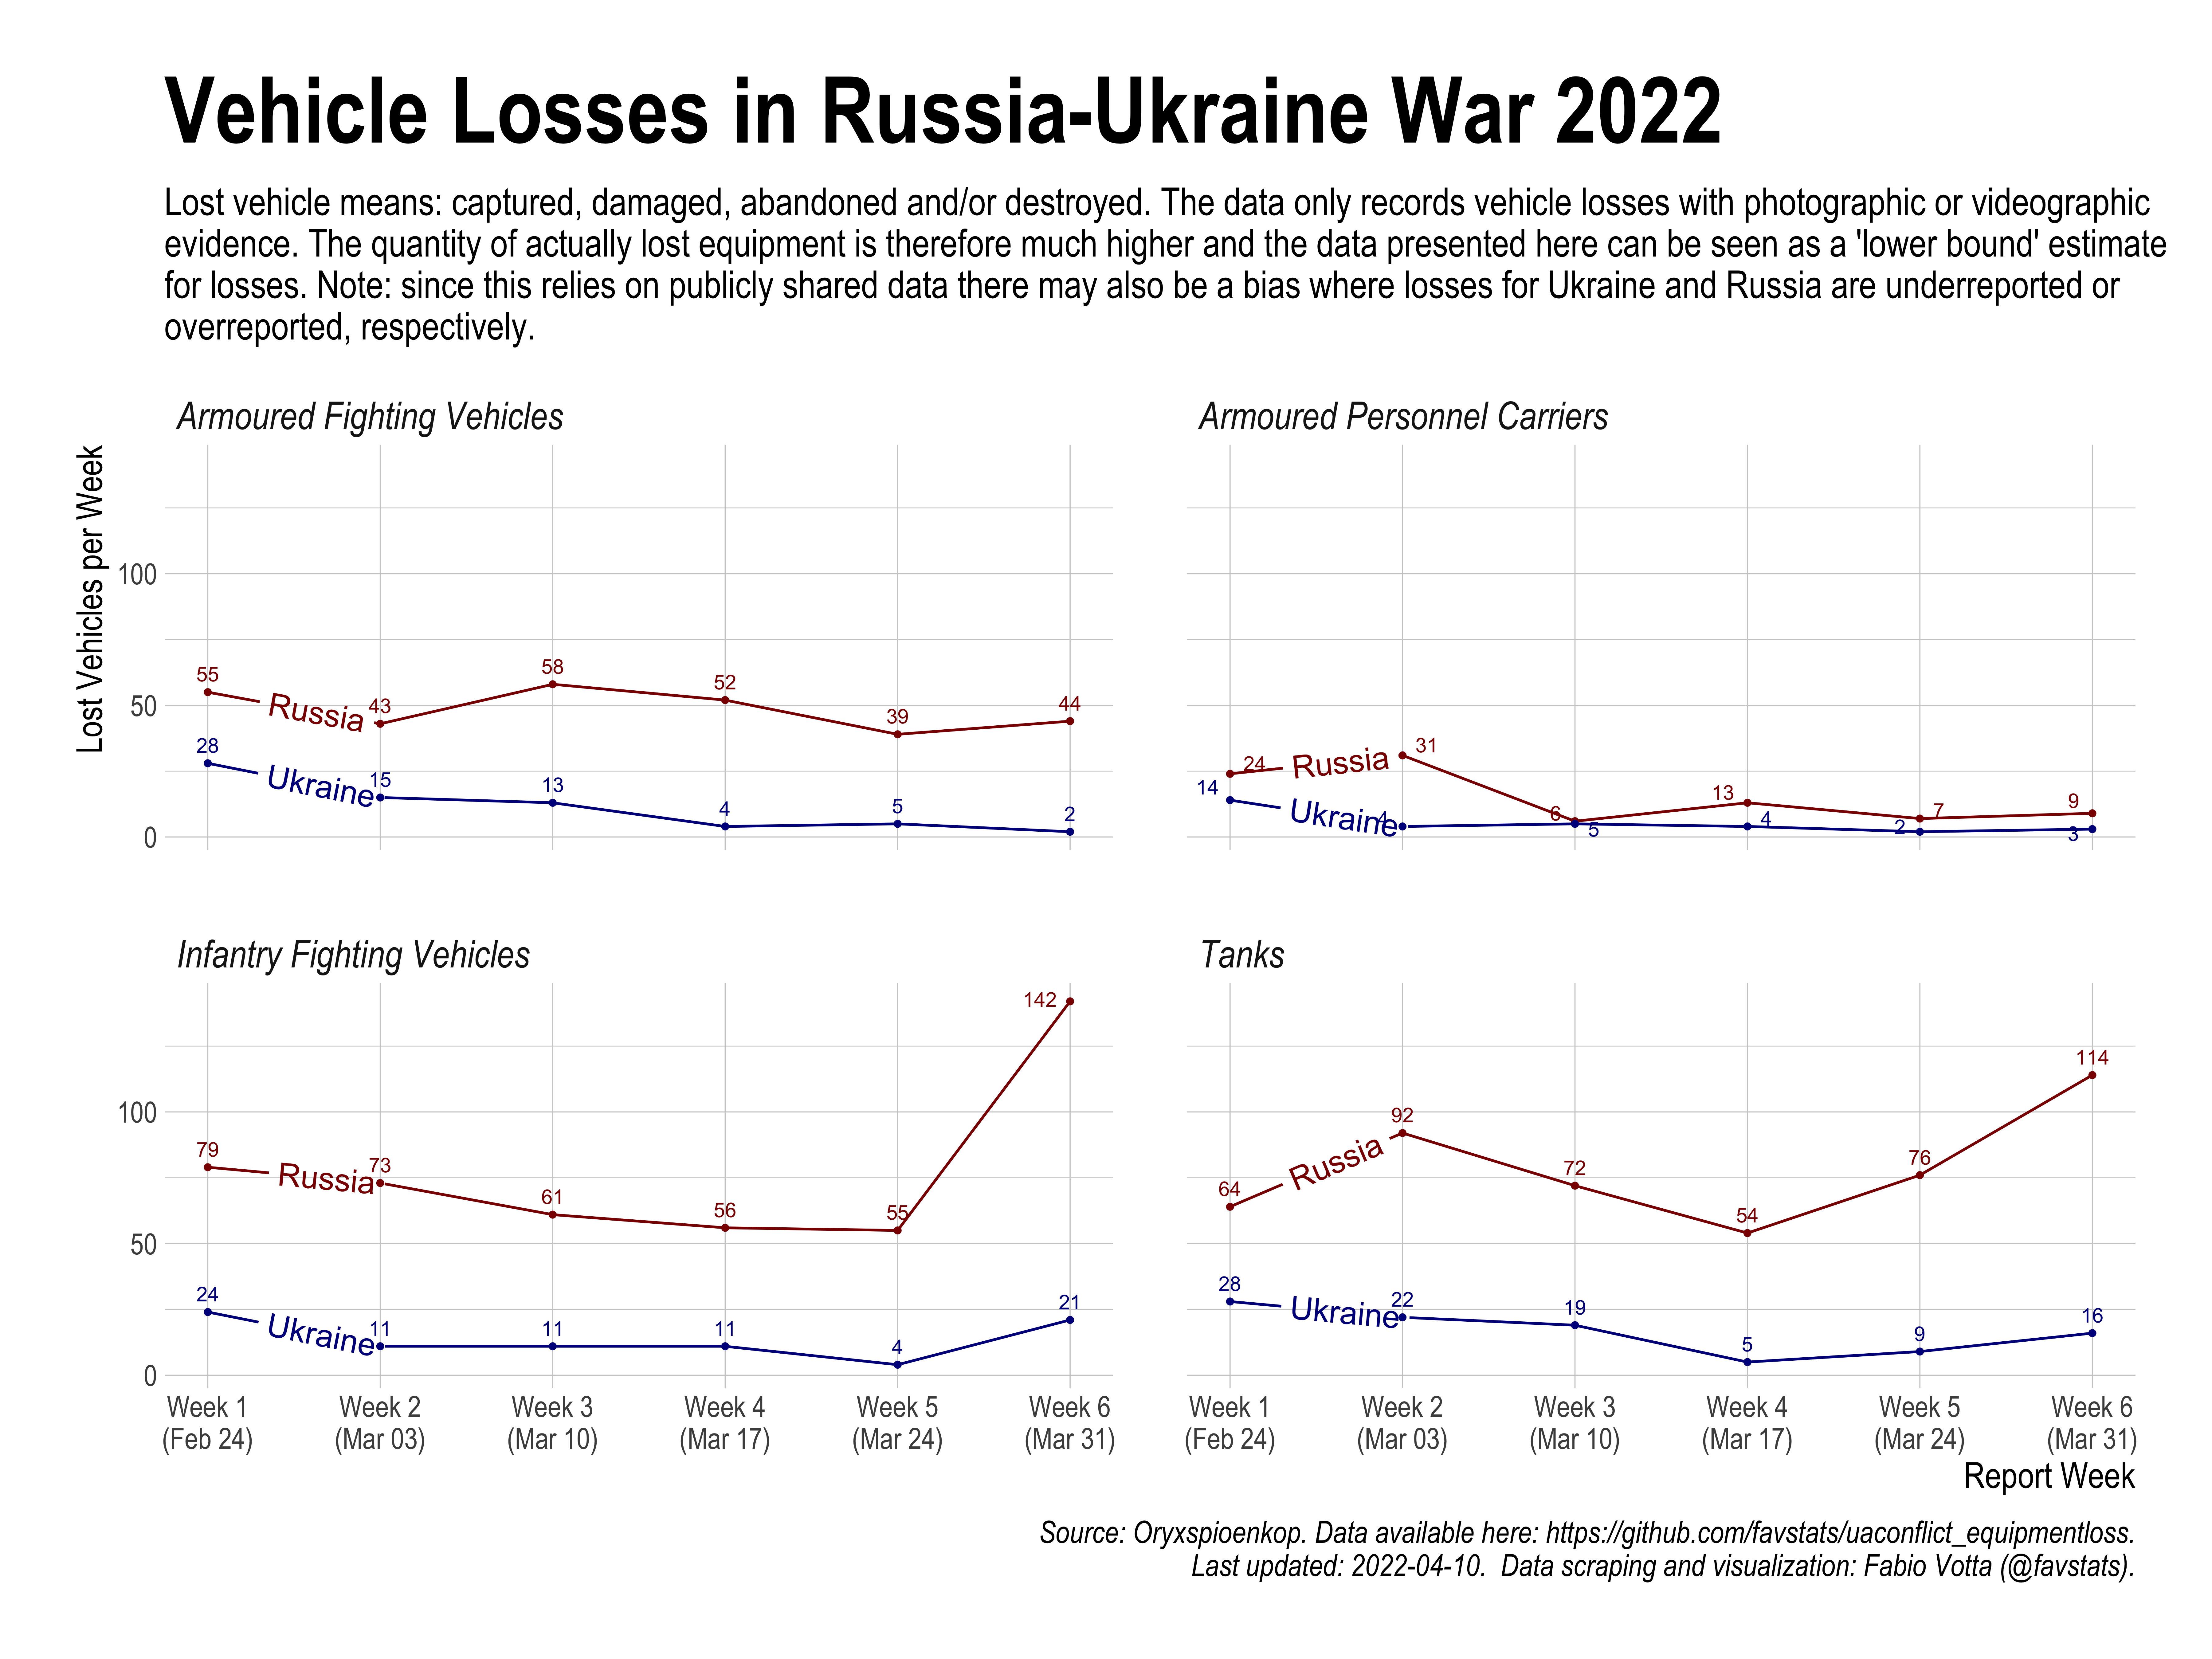 Vehicle Losses in Russia-Ukraine War 2022
Lost vehicle means: captured, damaged, abandoned and/or destroyed. The data only records vehicle losses with photographic or videographic
evidence. The quantity of actually lost equipment is therefore much higher and the data presented here can be seen as a 'lower bound' estimate
for losses. Note: since this relies on publicly shared data there may also be a bias where losses for Ukraine and Russia are underreported or
overreported, respectively.
Lost Vehicles per Week
Armoured Fighting Vehicles
100
50
0
55
Russia
43
58
52
39
44
28
Ukraine
15
13
4
5
2
Armoured Personnel Carriers
24
Russia
31
6
13
7
9
14
Ukraine
4
5
4
2
3
Infantry Fighting Vehicles
100
50
0
79
Russia
73
61
56
55
142
24
Ukraine
11
11
11
4
21
Week 1
(Feb 24)
Week 2
(Mar 03)
Week 3
(Mar 10)
Week 4
(Mar 17)
Week 5
(Mar 24)
Week 6
(Mar 31)
Tanks
64
Russia
92
72
54
76
114
28
Ukraine
22
19
5
9
16
Week 1
(Feb 24)
Week 2
(Mar 03)
Week 3
(Mar 10)
Week 4
(Mar 17)
Week 5
(Mar 24)
Week 6
(Mar 31)
Report Week
Source: Oryxspioenkop. Data available here: https://github.com/favstats/uaconflict_equipmentloss.
Last updated: 2022-04-10.  Data scraping and visualization: Fabio Votta (@favstats).